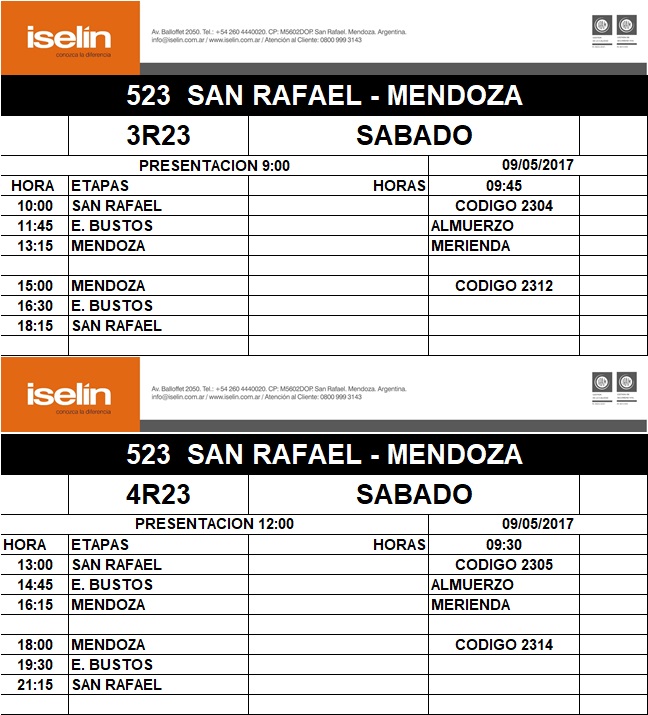 iselín
conozca la diferencia
Av. Balloffet 2050. Tel.: +54 260 4440020. CP: M5602DOP. San Rafael. Mendoza. Argentina.
info@iselin.com.ar / www.iselin.com.ar / Atención al Cliente: 0800 999 3143
523 SAN RAFAEL - MENDOZA
3R23 SABADO
PRESENTACION 9:00 09/05/2017
HORA ETAPAS HORAS 09:45
10:00 SAN RAFAEL CODIGO 2304
11:45 E. BUSTOS ALMUERZO
13:15 MENDOZA MERIENDA
15:00 MENDOZA CODIGO 2312
16:30 E. BUSTOS
18:15 SAN RAFAEL
iselín
conozca la diferencia
Av. Balloffet 2050. Tel.: +54 260 4440020. CP: M5602DOP. San Rafael. Mendoza. Argentina.
info@iselin.com.ar / www.iselin.com.ar / Atención al Cliente: 0800 999 3143
523 SAN RAFAEL - MENDOZA
4R23 SABADO
PRESENTACION 12:00 09/05/2017
HORA ETAPAS HORAS 09:30
13:00 SAN RAFAEL CODIGO 2305
14:45 E. BUSTOS ALMUERZO
16:15 MENDOZA MERIENDA
18:00 MENDOZA CODIGO 2314
19:30 E. BUSTOS
21:15 SAN RAFAEL